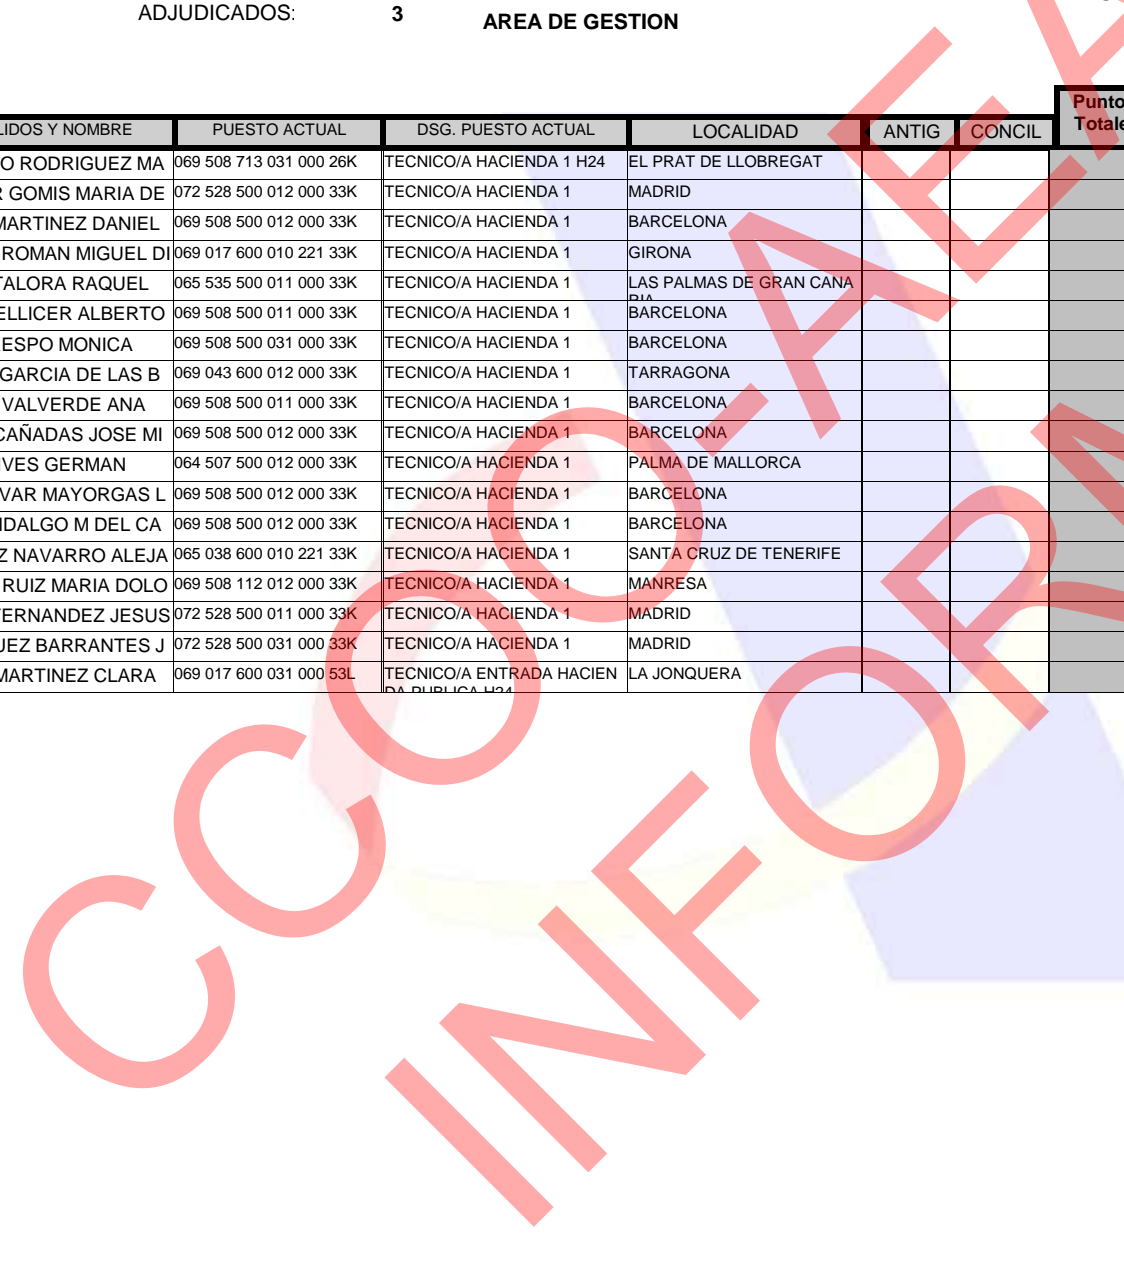 ADJUDICADOS: 3 AREA DE GESTION
LIDOS Y NOMBRE PUESTO ACTUAL DSG. PUESTO ACTUAL LOCALIDAD ANTIG CONCIL Punto
Totale
O RODRIGUEZ MA 069 508 713 031 000 26K TECNICO/A HACIENDA 1 H24 EL PRAT DE LLOBREGAT
R GOMIS MARIA DE 072 528 500 012 000 33K TECNICO/A HACIENDA 1 MADRID
MARTINEZ DANIEL 069 508 500 012 000 33K TECNICO/A HACIENDA 1 BARCELONA
ROMAN MIGUEL DI 069 017 600 010 221 33K TECNICO/A HACIENDA 1 GIRONA
TALORA RAQUEL 065 535 500 011 000 33K TECNICO/A HACIENDA 1 LAS PALMAS DE GRAN CANA
RIA
ELLICER ALBERTO 069 508 500 011 000 33K TECNICO/A HACIENDA 1 BARCELONA
ESPO MONICA 069 508 500 031 000 33K TECNICO/A HACIENDA 1 BARCELONA
GARCIA DE LAS B 069 043 600 012 000 33K TECNICO/A HACIENDA 1 TARRAGONA
VALVERDE ANA 069 508 500 011 000 33K TECNICO/A HACIENDA 1 BARCELONA
CAÑADAS JOSE MI 069 508 500 012 000 33K TECNICO/A HACIENDA 1 BARCELONA
IVES GERMAN 064 507 500 012 000 33K TECNICO/A HACIENDA 1 PALMA DE MALLORCA
VAR MAYORGAS L 069 508 500 012 000 33K TECNICO/A HACIENDA 1 BARCELONA
IDALGO M DEL CA 069 508 500 012 000 33K TECNICO/A HACIENDA 1 BARCELONA
Z NAVARRO ALEJA 065 038 600 010 221 33K TECNICO/A HACIENDA 1 SANTA CRUZ DE TENERIFE
RUIZ MARIA DOLO 069 508 112 012 000 33K TECNICO/A HACIENDA 1 MANRESA
FERNANDEZ JESUS 072 528 500 011 000 33K TECNICO/A HACIENDA 1 MADRID
UEZ BARRANTES J 072 528 500 031 000 33K TECNICO/A HACIENDA 1 MADRID
MARTINEZ CLARA 069 017 600 031 000 53L TECNICO/A ENTRADA HACIEN LA JONQUERA
DA PUBLICA H24
CCOO-AEA
INFORM